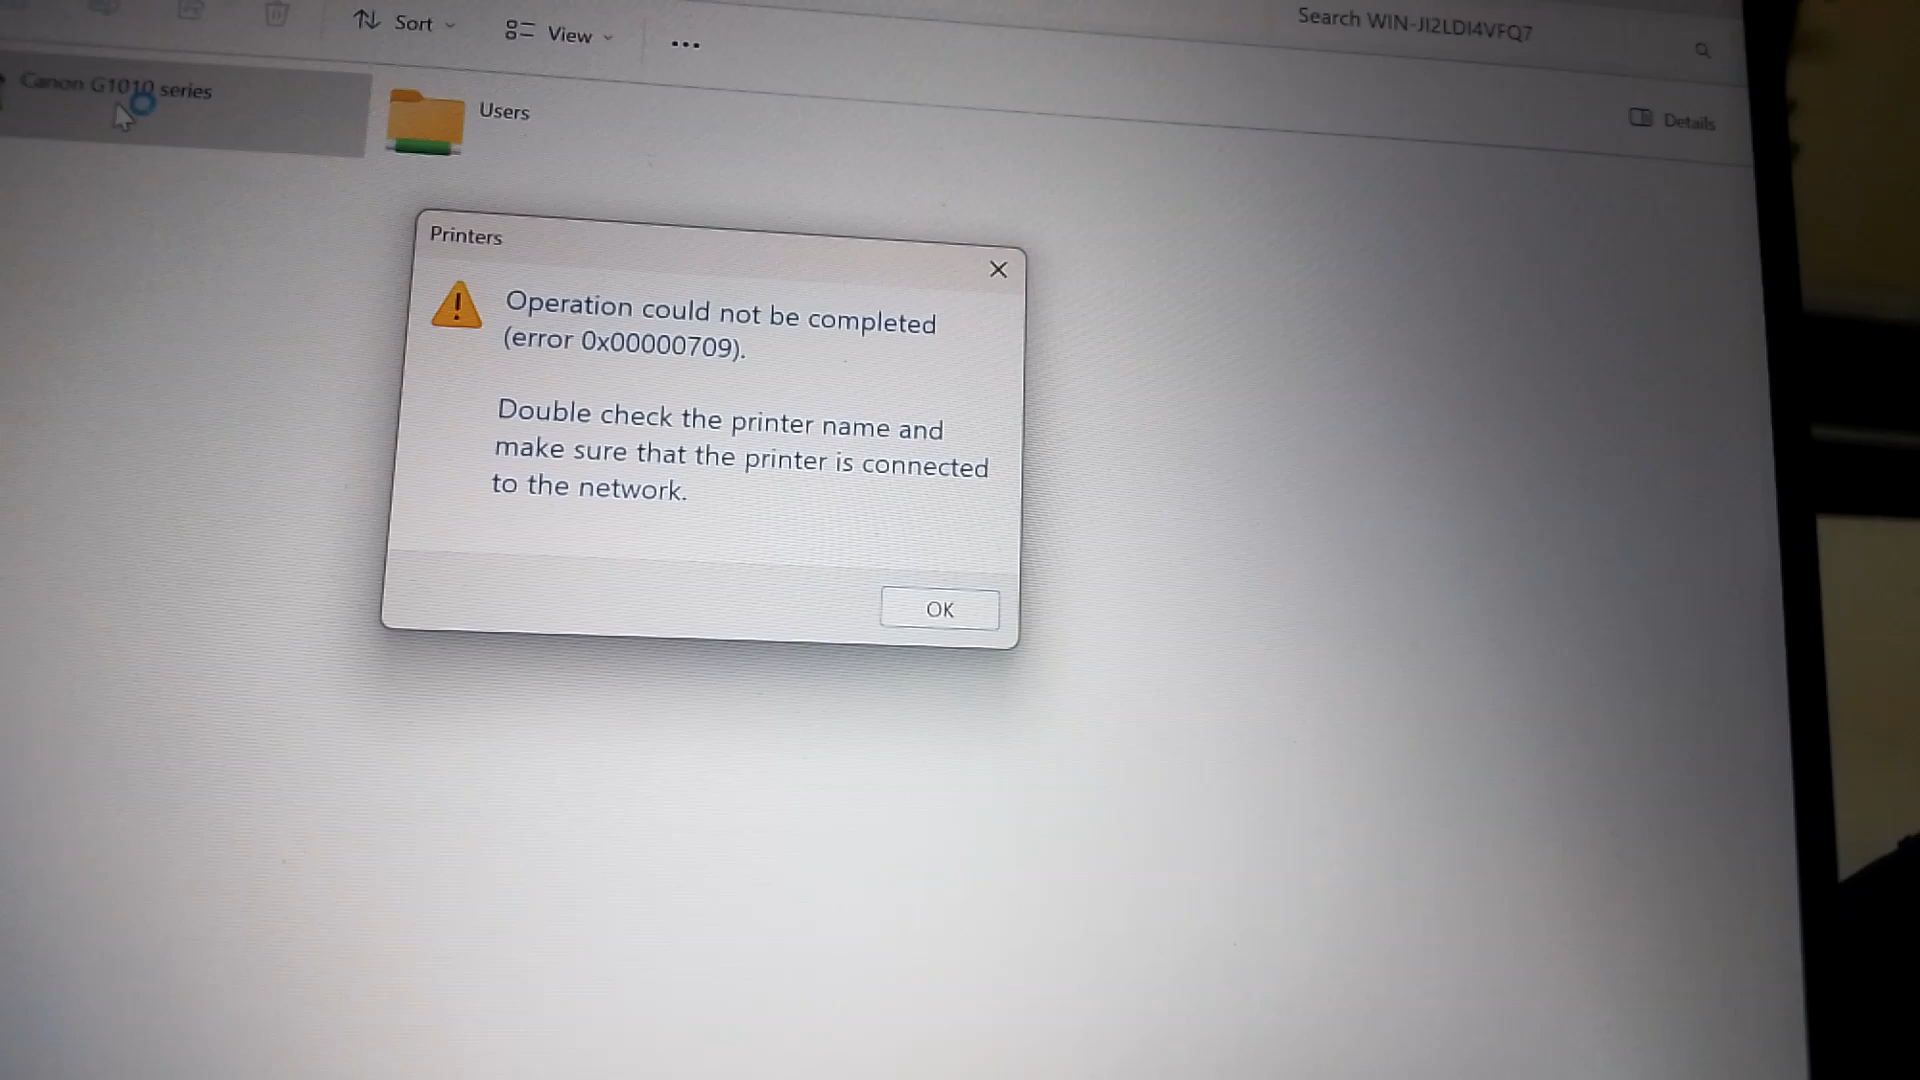 Sort
View
...
Search WIN-JI2LDI4VFQ7
Canon G1010 series
Users
Details
Printers
Operation could not be completed
(error 0x00000709).
Double check the printer name and
make sure that the printer is connected
to the network.
OK